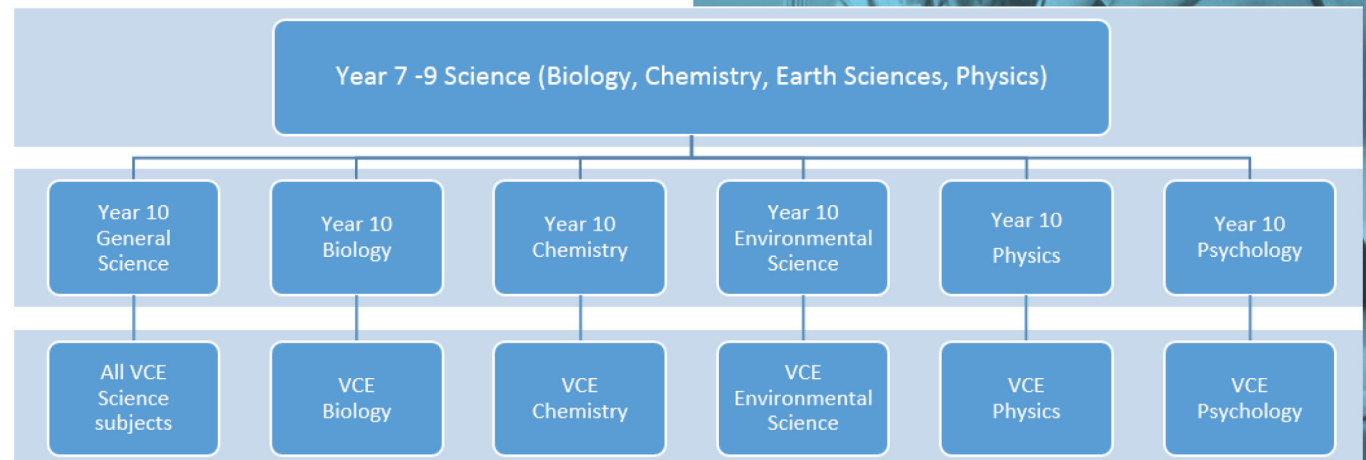 Year 7 -9 Science (Biology, Chemistry, Earth Sciences, Physics)
Year 10
General
Science
Year 10
Biology
Year 10
Chemistry
Year 10
Environmental
Science
Year 10
Physics
Year 10
Psychology
All VCE
Science
subjects
VCE
Biology
VCE
Chemistry
VCE
Environmental
Science
VCE
Physics
VCE
Psychology